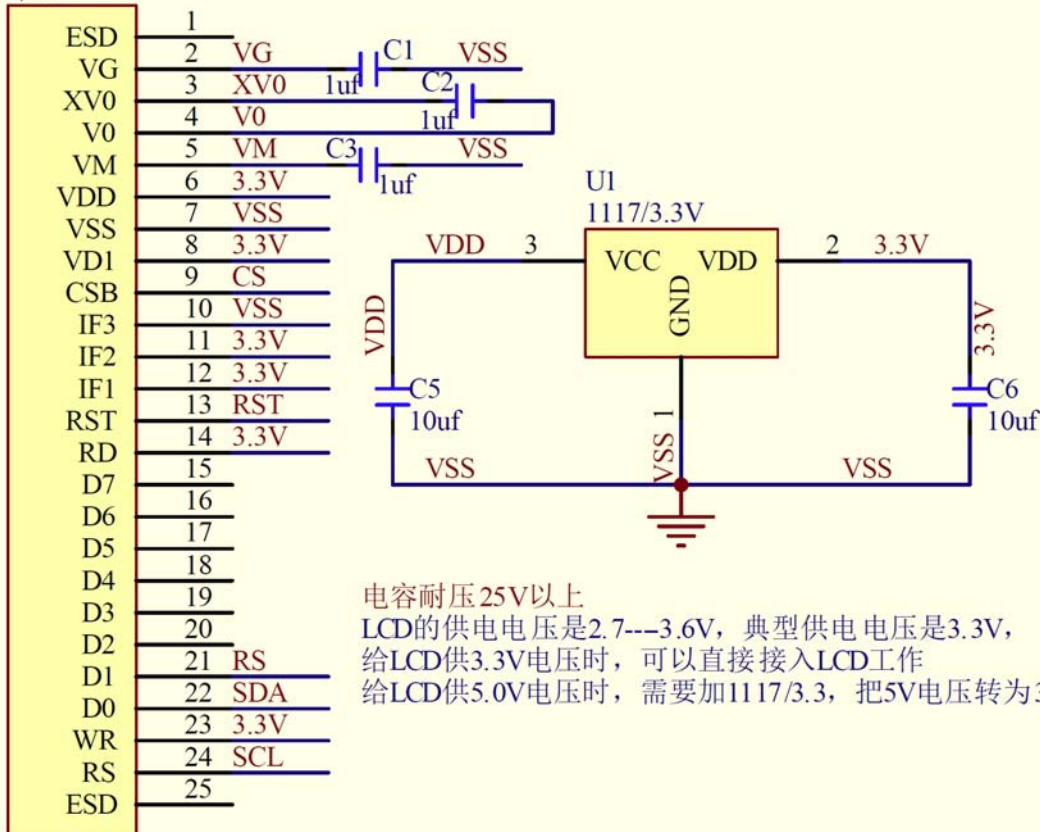 ESD 1
VG 2 VG C1 1uf VSS
XV0 3 XV0 C2 1uf
V0 4 V0
VM 5 VM C3 1uf VSS
VDD 6 3.3V
VSS 7 VSS
VD1 8 3.3V
CSB 9 CS
IF3 10 VSS
IF2 11 3.3V
IF1 12 3.3V
RST 13 RST
RD 14 3.3V
D7 15
D6 16
D5 17
D4 18
D3 19
D2 20
D1 21 RS
D0 22 SDA
WR 23 3.3V
RS 24 SCL
ESD 25
U1
1117/3.3V
VDD 3 VCC VDD 2 3.3V
GND
VDD
3.3V
C5
10uf
C6
10uf
1
VSS
VSS
VSS
电容耐压25V以上
LCD的供电电压是2.7----3.6V，典型供电电压是3.3V，
给LCD供3.3V电压时，可以直接接入LCD工作
给LCD供5.0V电压时，需要加1117/3.3，把5V电压转为